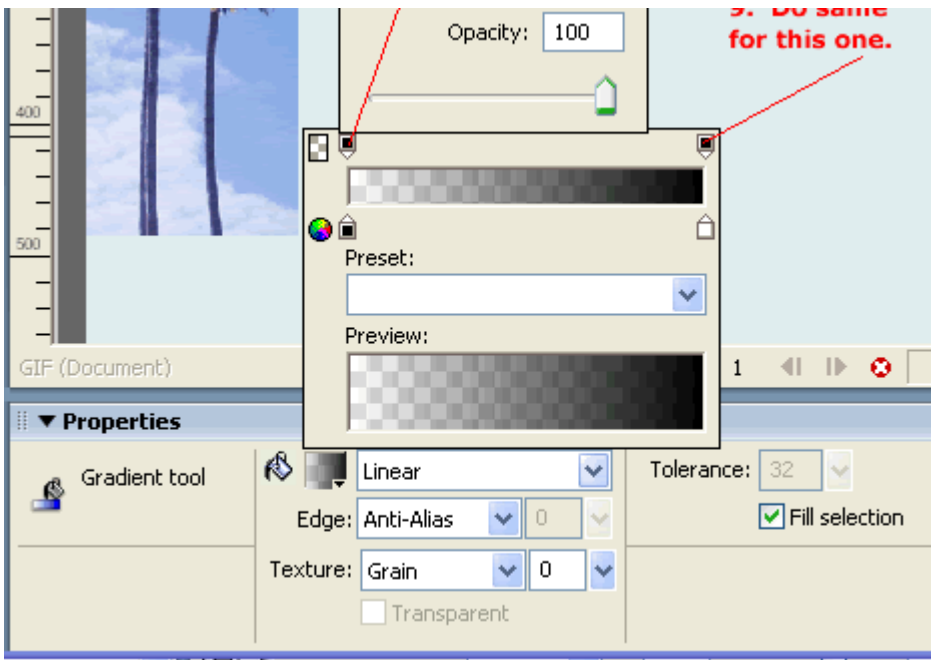 9. Do same
for this one.
Opacity: 100
400
500
Preset:
Preview:
GIF (Document)
1
Properties
Gradient tool
Linear
Tolerance: 32
Edge: Anti-Alias 0
Fill selection
Texture: Grain 0
Transparent